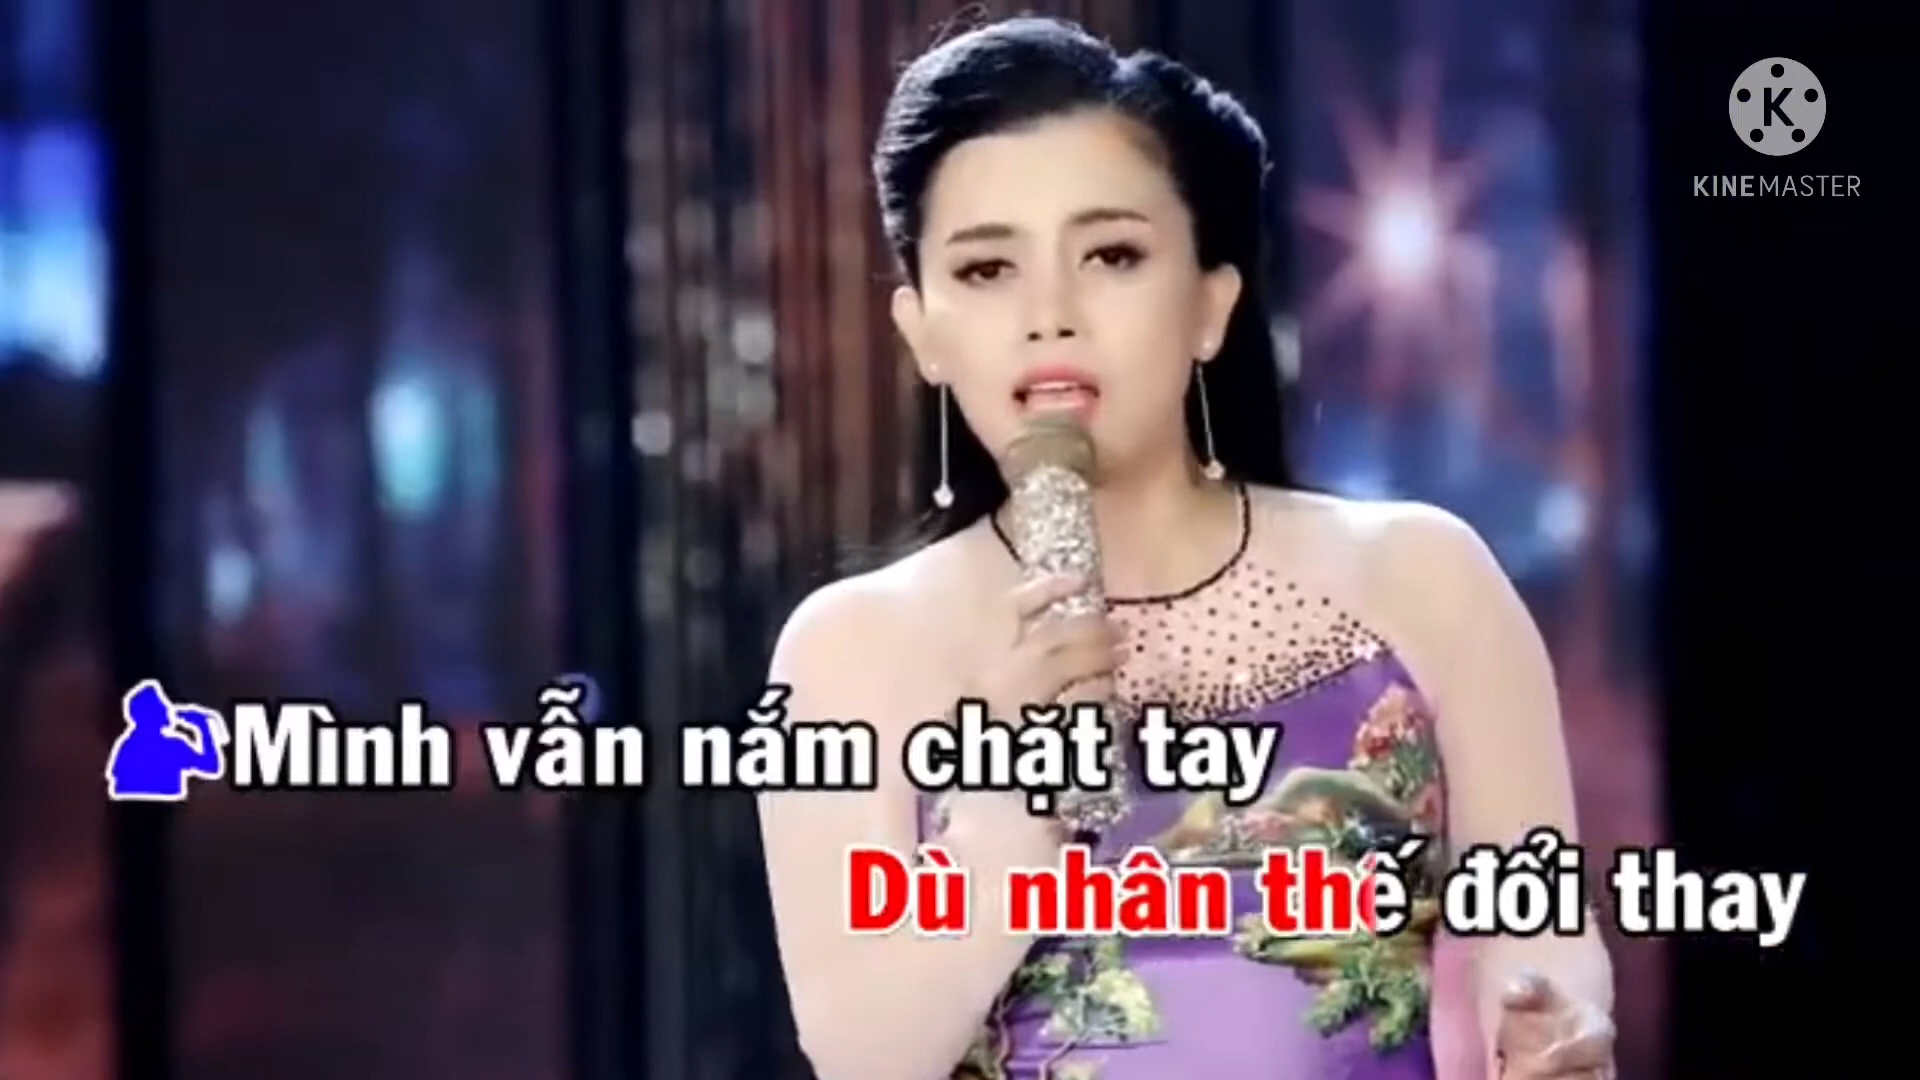 KINEMASTER
Mình vẫn nắm chặt tay
Dù nhân thế đổi thay